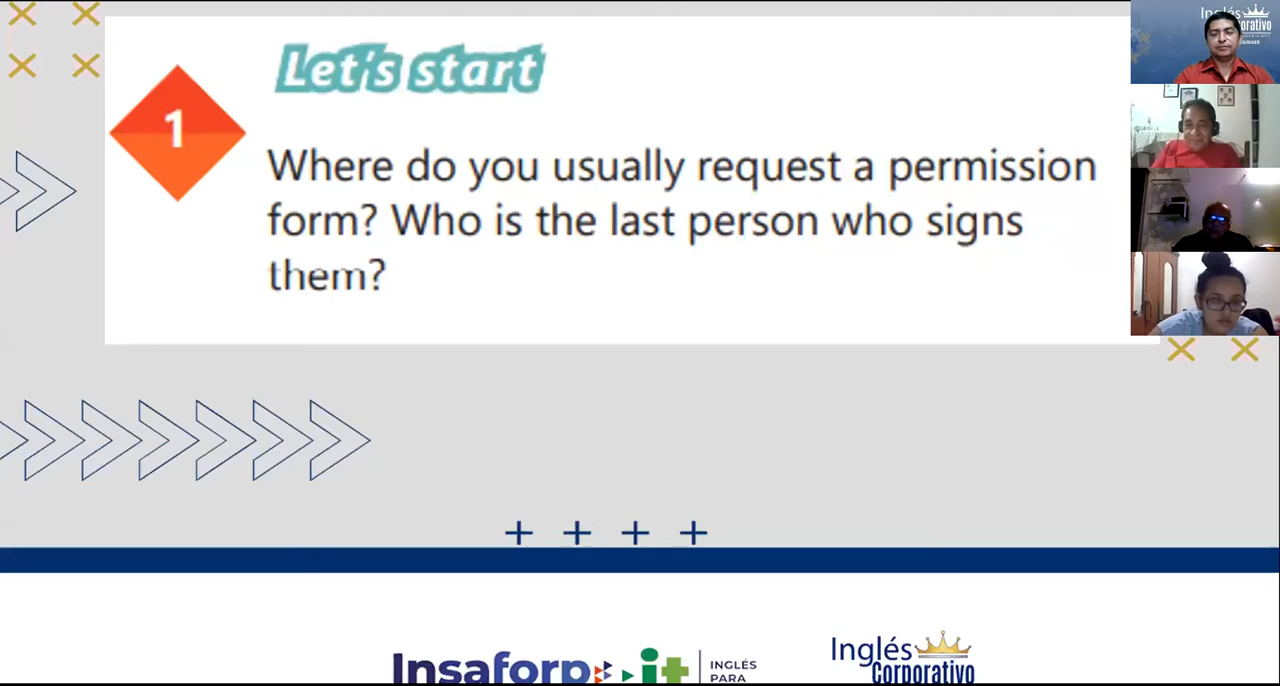 Let's start
1
Where do you usually request a permission
form? Who is the last person who signs
them?
Insaforp
it
INGLÉS
PARA
Inglés
Corporativo